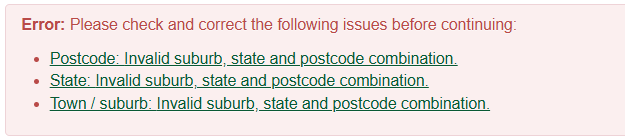 Error: Please check and correct the following issues before continuing:
• Postcode: Invalid suburb, state and postcode combination.
• State: Invalid suburb, state and postcode combination.
• Town / suburb: Invalid suburb, state and postcode combination.